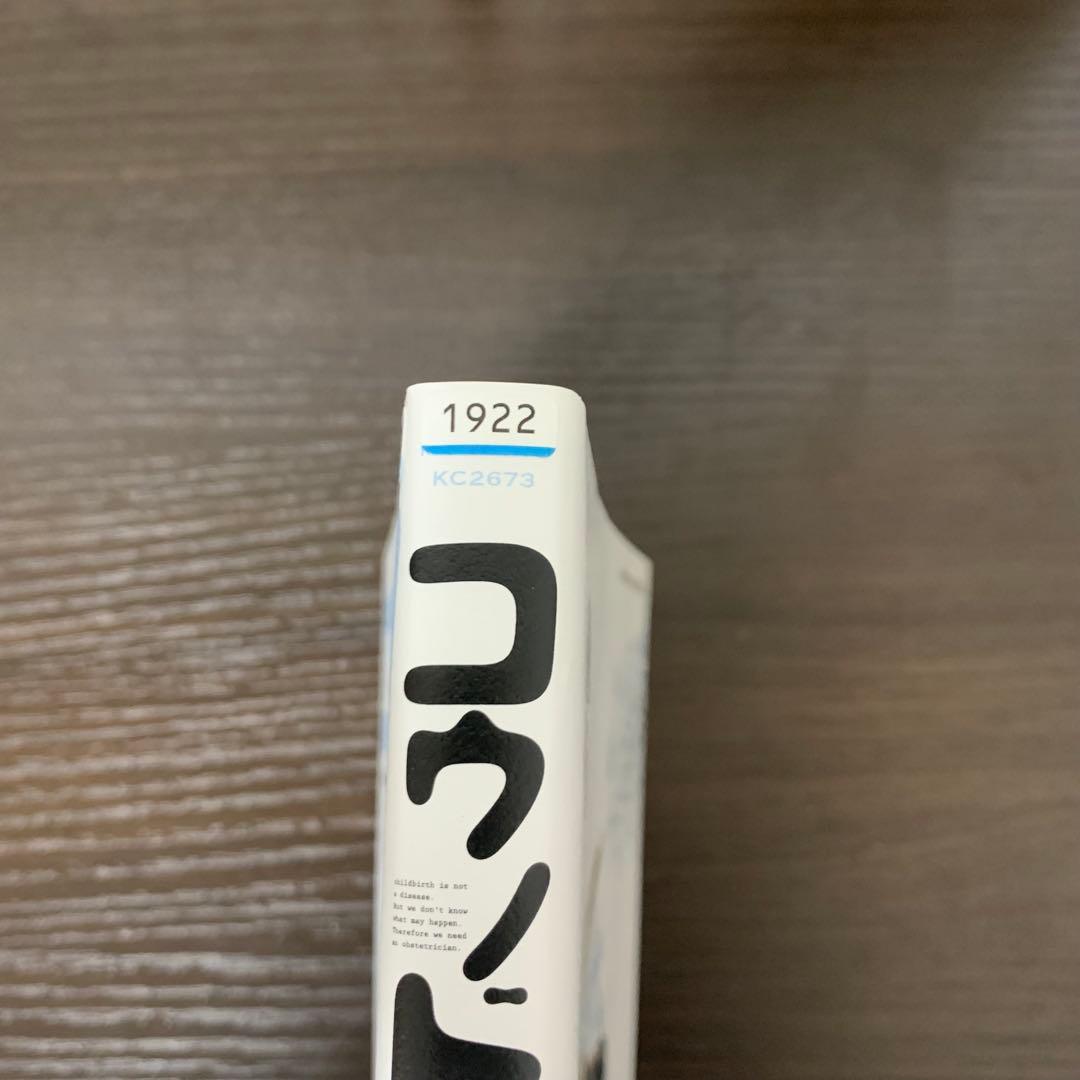 1922
KC2673
コウノ
childbirth is not
a disease.
But we don't know
what may happen.
Therefore we need
an obstetrician.